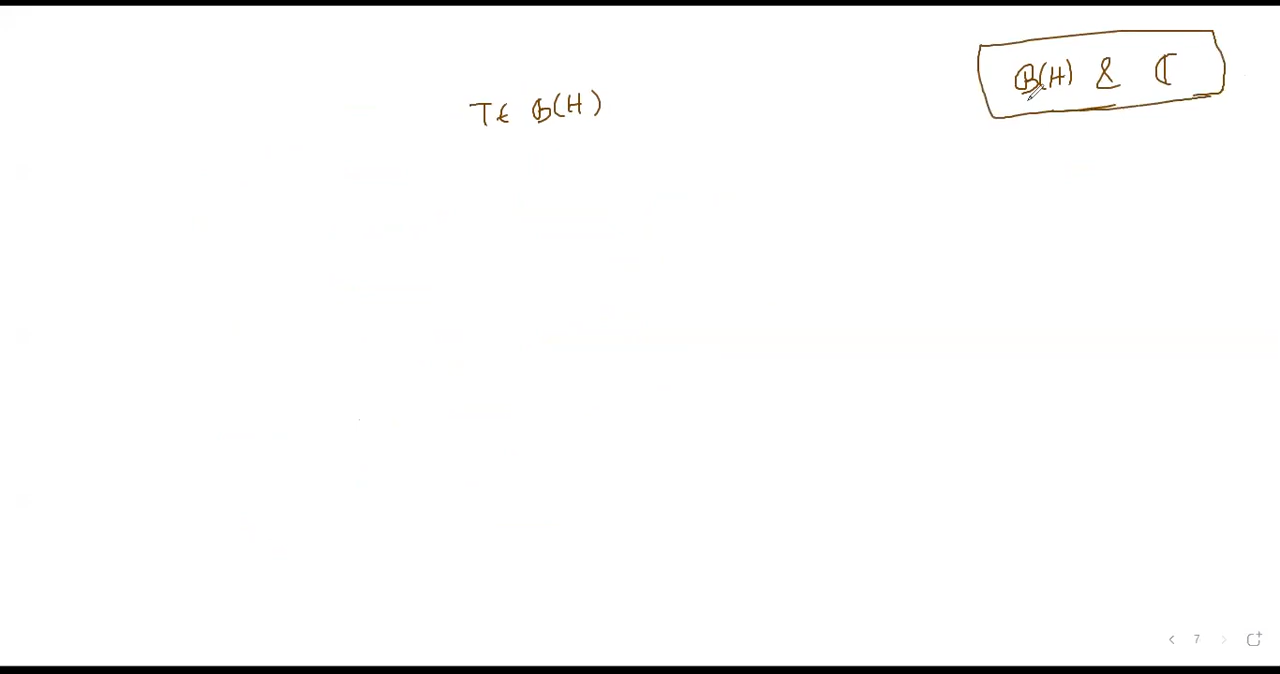 B(H) & ℂ
T ∈ B(H)
< 7 >